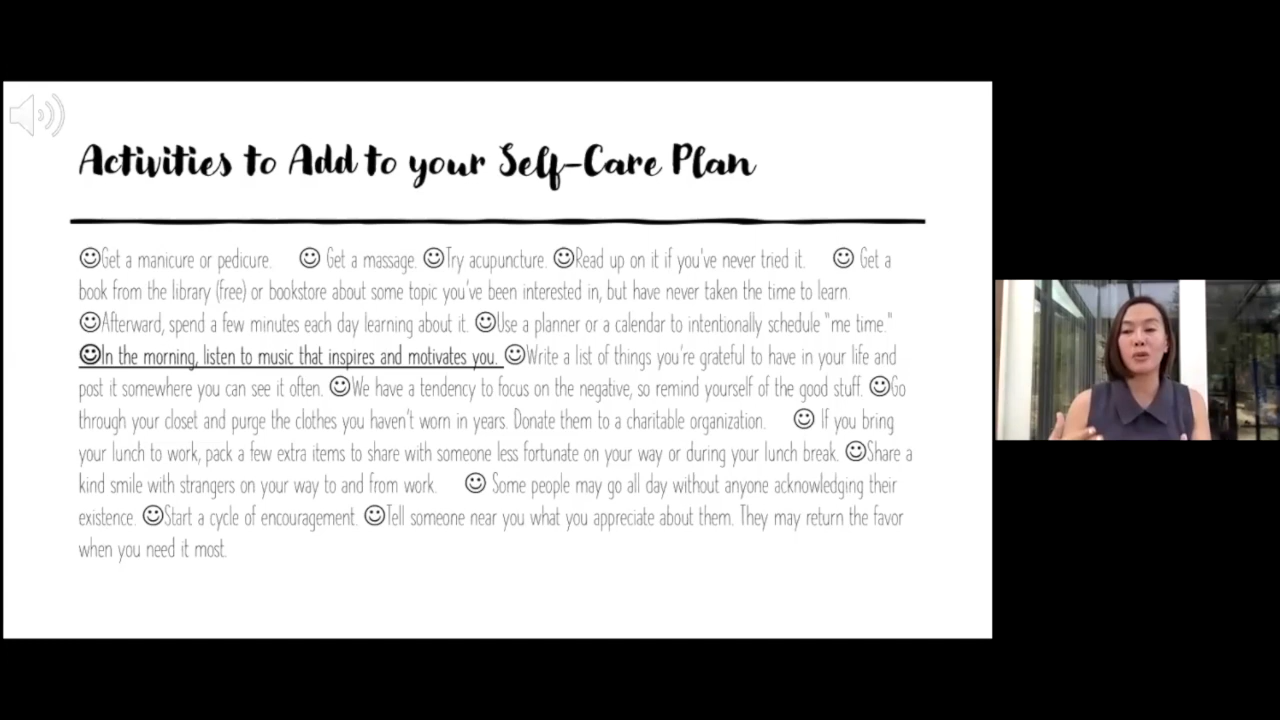 Activities to Add to your Self-Care Plan
☺Get a manicure or pedicure. ☺ Get a massage. ☺Try acupuncture. ☺Read up on it if you've never tried it. ☺ Get a
book from the library (free) or bookstore about some topic you've been interested in, but have never taken the time to learn.
☺Afterward, spend a few minutes each day learning about it. ☺Use a planner or a calendar to intentionally schedule "me time."
☺In the morning, listen to music that inspires and motivates you. ☺Write a list of things you're grateful to have in your life and
post it somewhere you can see it often. ☺We have a tendency to focus on the negative, so remind yourself of the good stuff. ☺Go
through your closet and purge the clothes you haven't worn in years. Donate them to a charitable organization. ☺ If you bring
your lunch to work, pack a few extra items to share with someone less fortunate on your way or during your lunch break. ☺Share a
kind smile with strangers on your way to and from work. ☺ Some people may go all day without anyone acknowledging their
existence. ☺Start a cycle of encouragement. ☺Tell someone near you what you appreciate about them. They may return the favor
when you need it most.